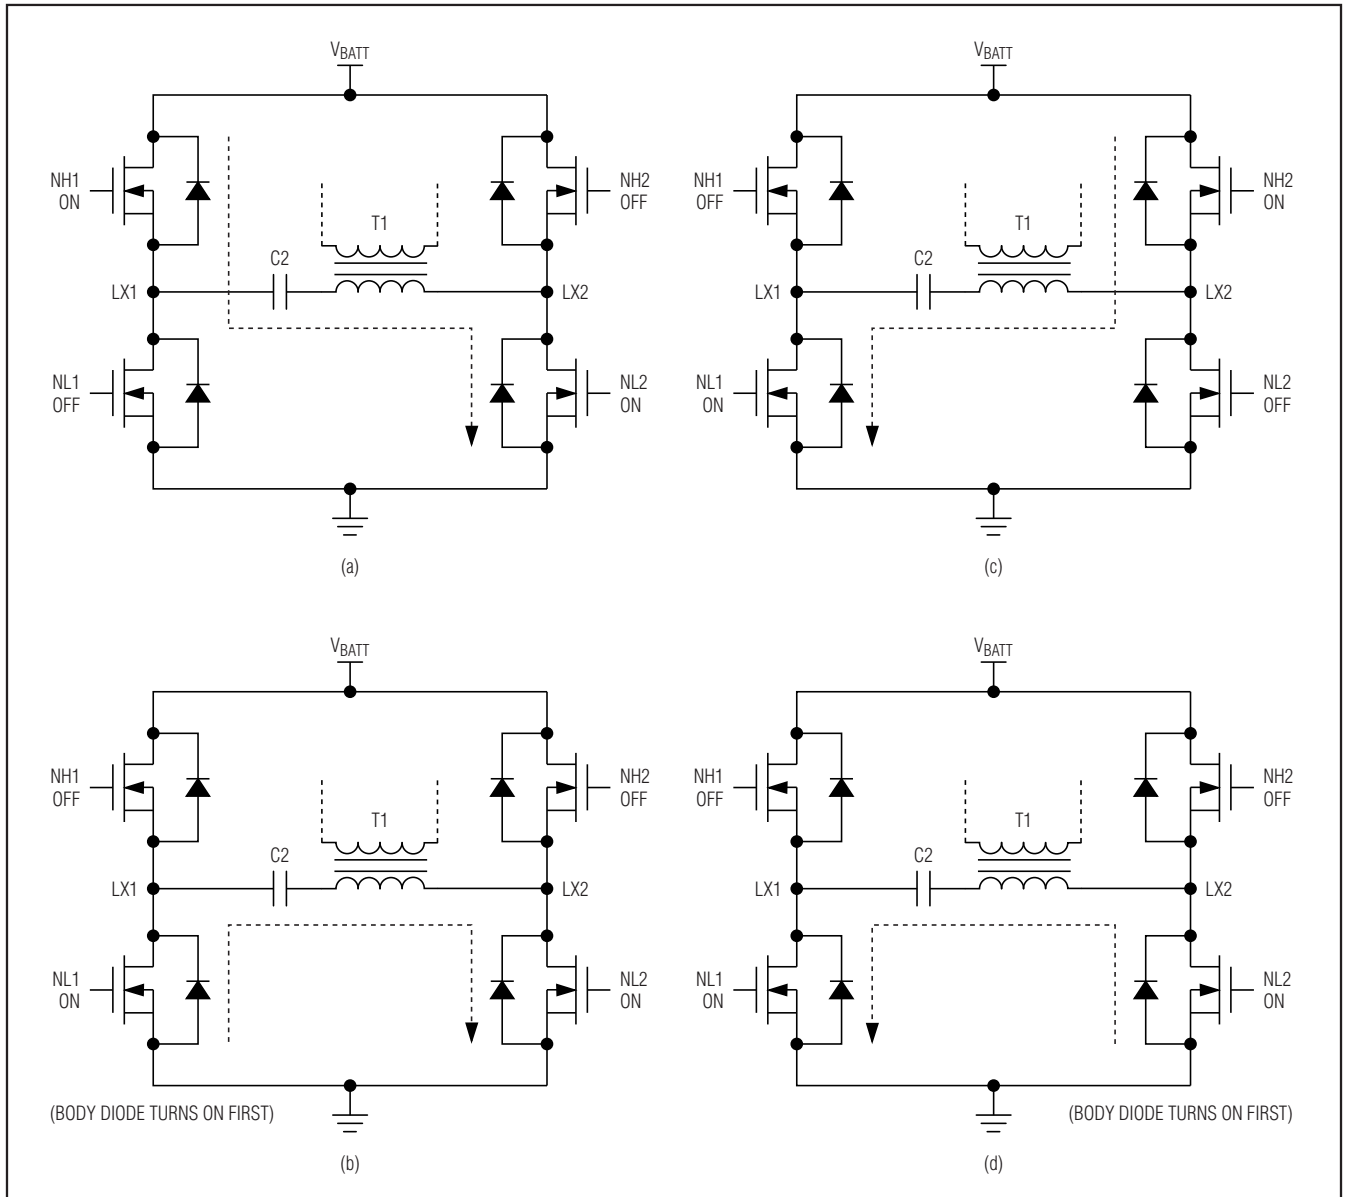 VBATT
NH1
ON
NH2
OFF
T1
C2
LX1
LX2
NL1
OFF
NL2
ON
(a)
VBATT
NH1
OFF
NH2
ON
T1
C2
LX1
LX2
NL1
ON
NL2
OFF
(c)
VBATT
NH1
OFF
NH2
OFF
T1
C2
LX1
LX2
NL1
ON
NL2
ON
(BODY DIODE TURNS ON FIRST)
(b)
VBATT
NH1
OFF
NH2
OFF
T1
C2
LX1
LX2
NL1
ON
NL2
ON
(BODY DIODE TURNS ON FIRST)
(d)